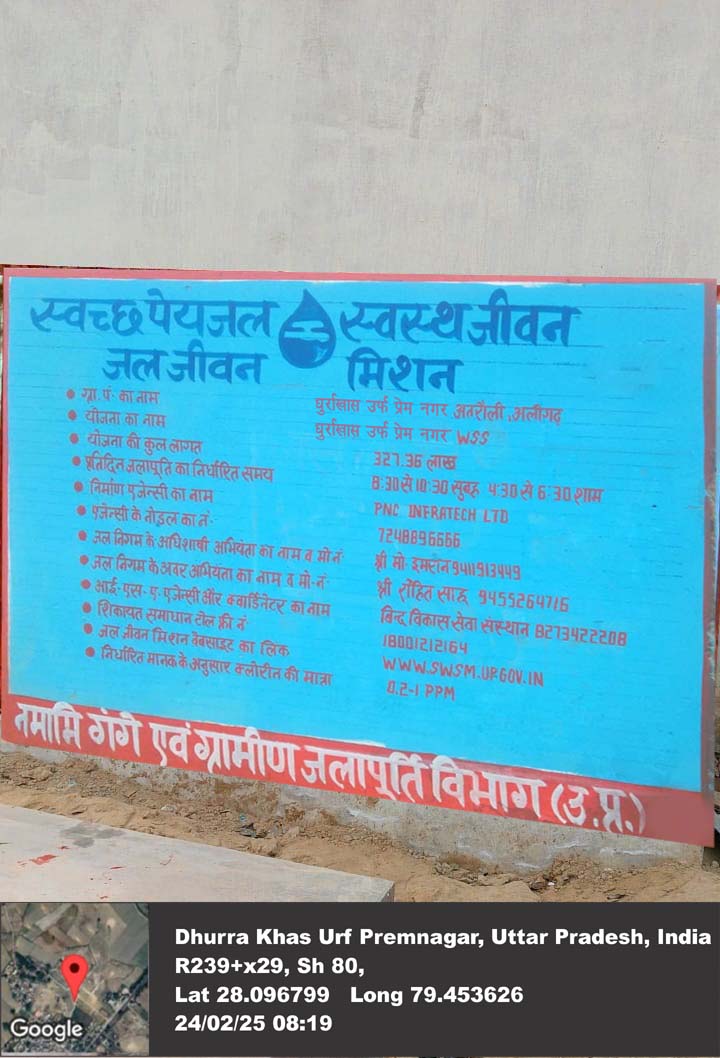 स्वच्छ पेयजल स्वस्थ जीवन
जल जीवन मिशन
ग्रा. पं. का नाम धुर्राखास उर्फ प्रेम नगर अतरौली, अलीगढ़
योजना का नाम धुर्राखास उर्फ प्रेम नगर WSS
योजना की कुल लागत 327.36 लाख
प्रतिदिन जलापूर्ति का निर्धारित समय 8:30 से 10:30 सुबह 4:30 से 6:30 शाम
निर्माण एजेन्सी का नाम PNC INFRATECH LTD
एजेन्सी के नोडल का नं. 7248896666
जल निगम के अधिशाषी अभियंता का नाम व मो.नं श्री मो. इमरान 9411913449
जल निगम के अवर अभियंता का नाम व मो. नं. श्री रोहित साहू 9455264716
आई. एस. ए. एजेन्सी और क्वार्डिनेटर का नाम बिन्द विकास सेवा संस्थान 8273422208
शिकायत समाधान टोल फ्री नं 18001212164
जल जीवन मिशन वेबसाइट का लिंक WWW.SWSM.UP.GOV.IN
निर्धारित मानक के अनुसार क्लोरीन की मात्रा 0.2-1 PPM
नमामि गंगे एवं ग्रामीण जलापूर्ति विभाग (उ.प्र.)
Dhurra Khas Urf Premnagar, Uttar Pradesh, India
R239+x29, Sh 80,
Lat 28.096799 Long 79.453626
24/02/25 08:19
Google